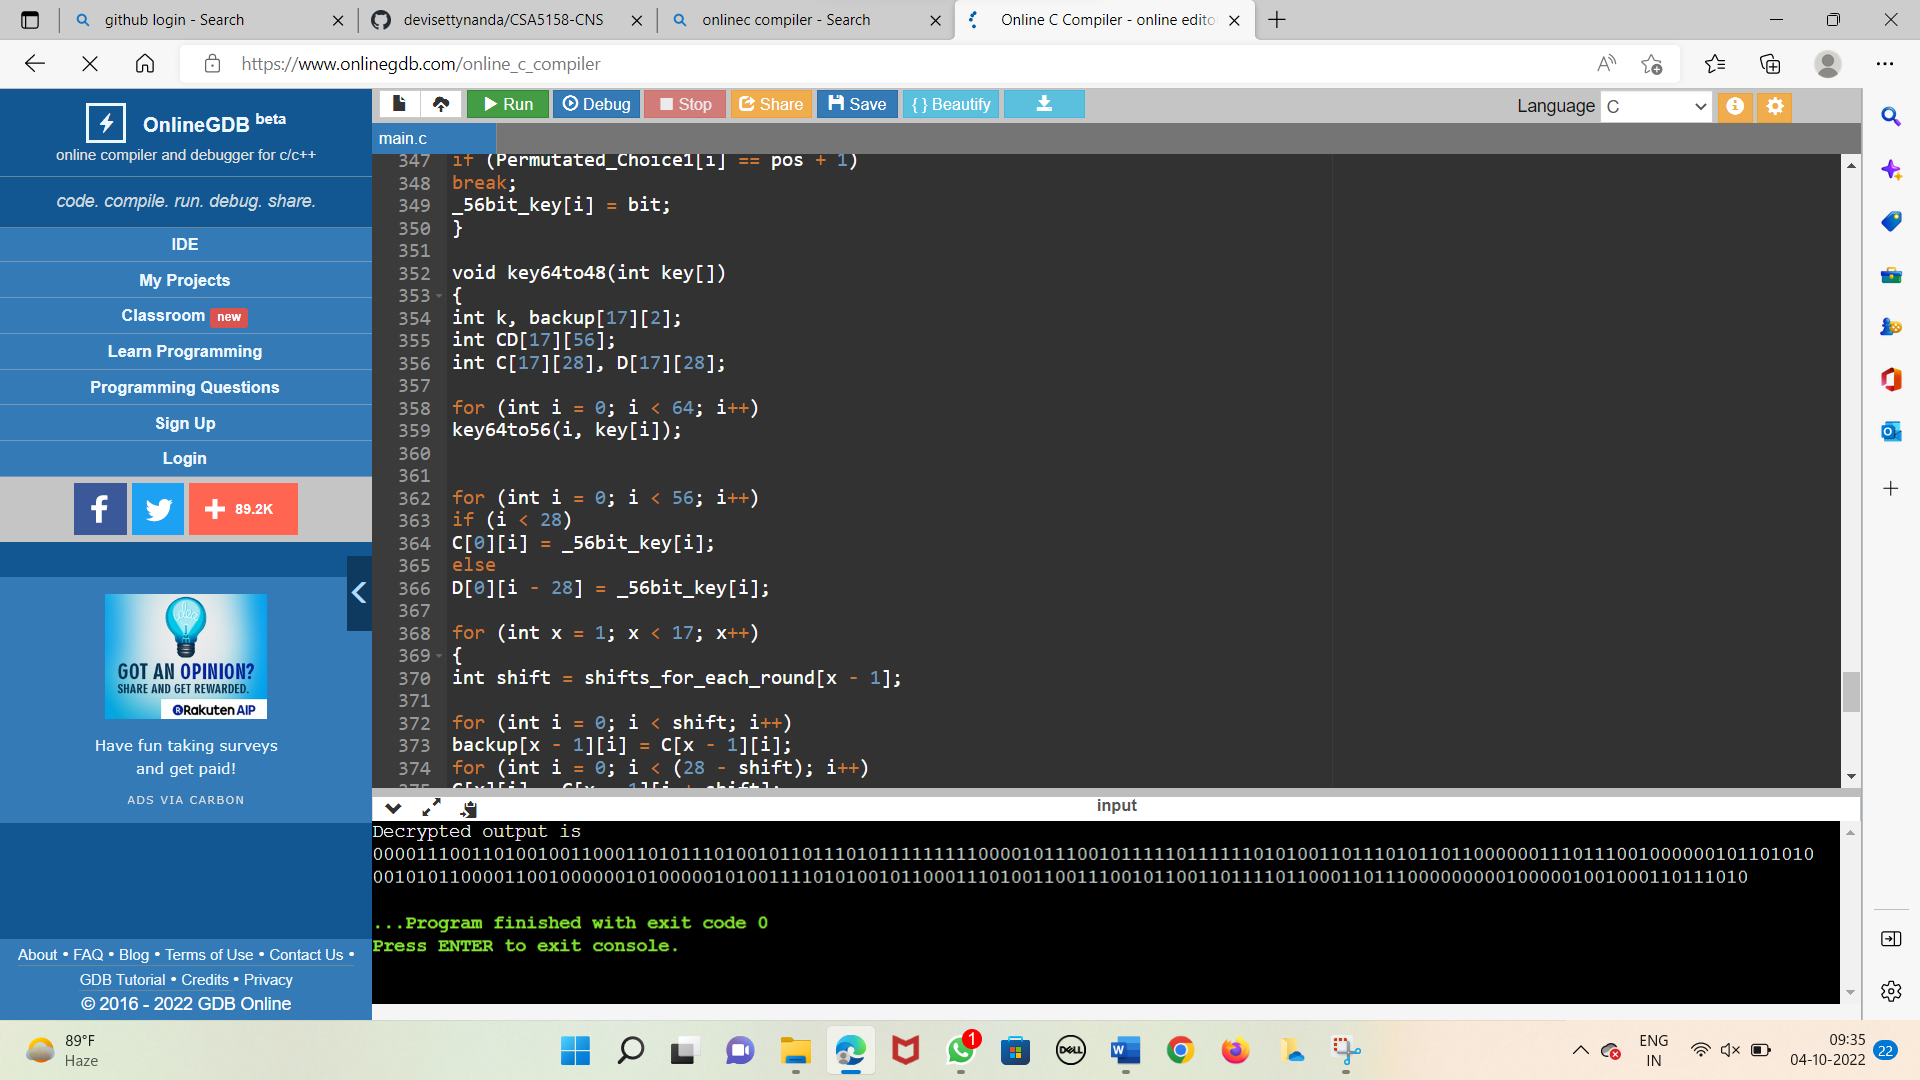 github login - Search
devisettynanda/CSA5158-CNS
onlinec compiler - Search
Online C Compiler - online edito
https://www.onlinegdb.com/online_c_compiler
OnlineGDB beta
online compiler and debugger for c/c++
code. compile. run. debug. share.
IDE
My Projects
Classroom new
Learn Programming
Programming Questions
Sign Up
Login
89.2K
GOT AN OPINION?
SHARE AND GET REWARDED.
Rakuten AIP
Have fun taking surveys
and get paid!
ADS VIA CARBON
About • FAQ • Blog • Terms of Use • Contact Us •
GDB Tutorial • Credits • Privacy
© 2016 - 2022 GDB Online
Run Debug Stop Share Save {} Beautify
Language C
main.c
347 if (Permutated_Choice1[i] == pos + 1)
348 break;
349 _56bit_key[i] = bit;
350 }
351
352 void key64to48(int key[])
353 {
354 int k, backup[17][2];
355 int CD[17][56];
356 int C[17][28], D[17][28];
357
358 for (int i = 0; i < 64; i++)
359 key64to56(i, key[i]);
360
361
362 for (int i = 0; i < 56; i++)
363 if (i < 28)
364 C[0][i] = _56bit_key[i];
365 else
366 D[0][i - 28] = _56bit_key[i];
367
368 for (int x = 1; x < 17; x++)
369 {
370 int shift = shifts_for_each_round[x - 1];
371
372 for (int i = 0; i < shift; i++)
373 backup[x - 1][i] = C[x - 1][i];
374 for (int i = 0; i < (28 - shift); i++)
input
Decrypted output is
...Program finished with exit code 0
Press ENTER to exit console.
89°F
Haze
1
DELL
ENG
IN
09:35
04-10-2022
22